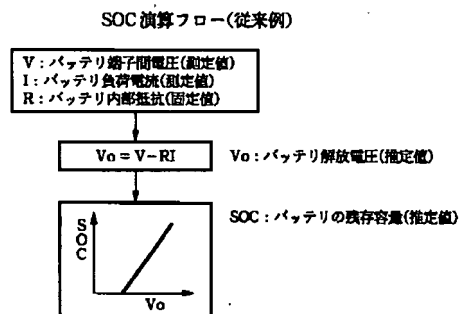 SOC 演算フロー(従来例)
V：バッテリ端子間電圧(測定値)
I：バッテリ負荷電流(測定値)
R：バッテリ内部抵抗(固定値)
Vo = V－RI
Vo：バッテリ解放電圧(推定値)
SOC：バッテリの残存容量(推定値)
SOC
Vo